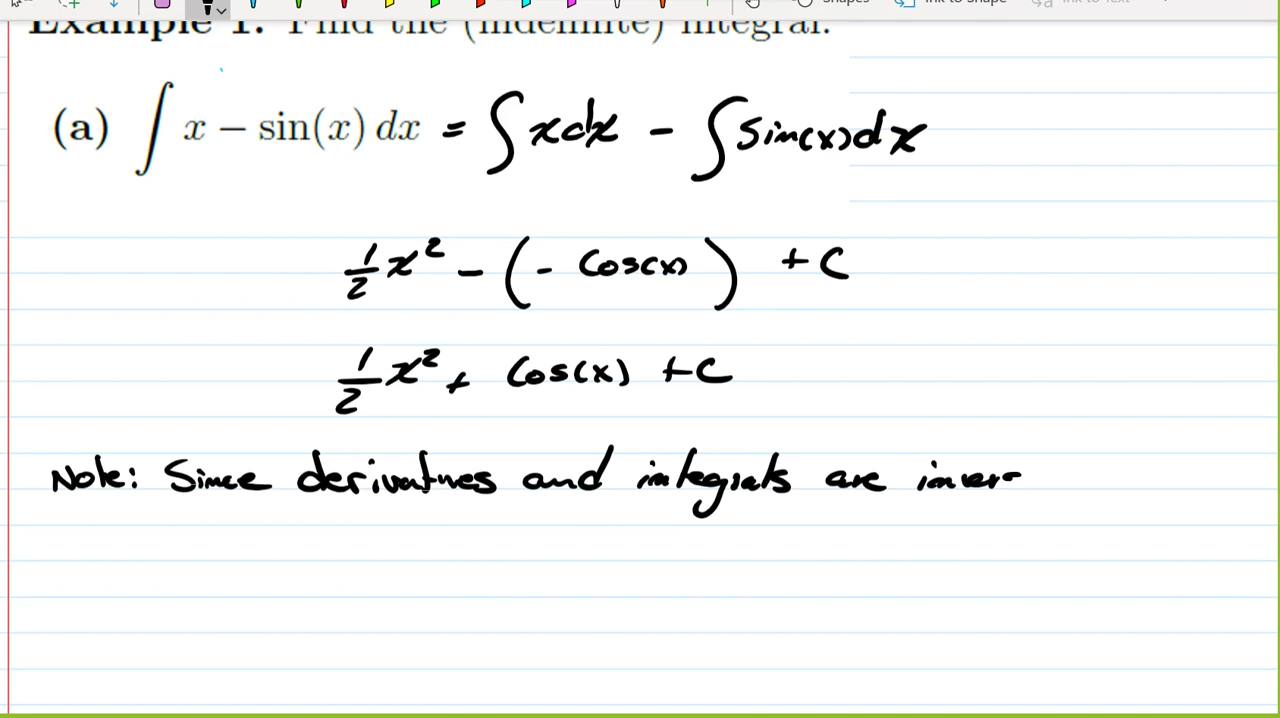 Example 1. Find the (indefinite) integral.
(a) ∫ x − sin(x) dx = ∫ x dx − ∫ sin(x) dx
1/2 x² − (− cos(x)) + C
1/2 x² + cos(x) + C
Note: Since derivatives and integrals are inver